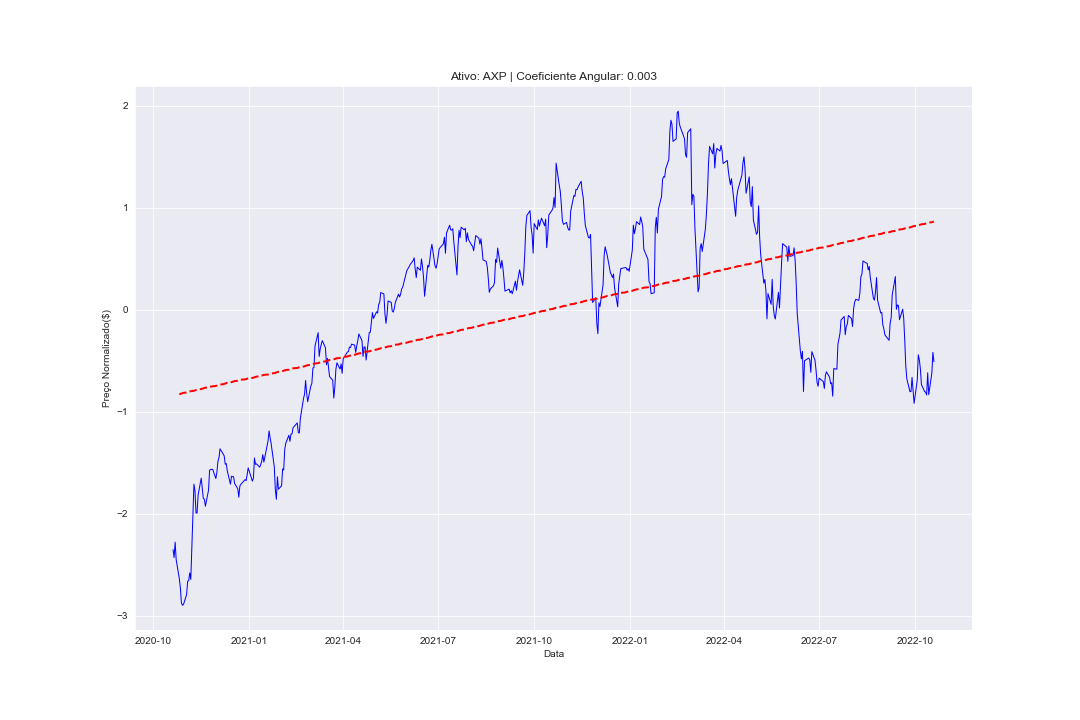 Ativo: AXP | Coeficiente Angular: 0.003
Preço Normalizado($)
2
1
0
−1
−2
−3
2020-10 2021-01 2021-04 2021-07 2021-10 2022-01 2022-04 2022-07 2022-10
Data